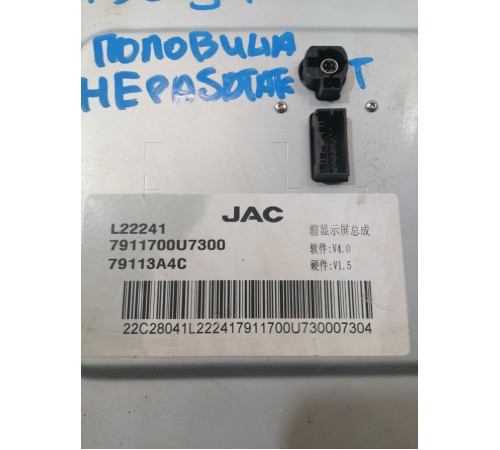 ПОЛОВИНА
НЕРАБОТАЕТ
JAC
L22241
7911700U7300
79113A4C
前显示屏总成
软件:V4.0
硬件:V1.5
22C28041L222417911700U730007304